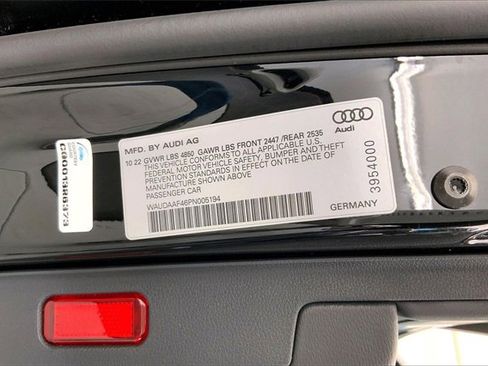 MFD. BY AUDI AG
Audi
10 22 GVWR LBS 4850 GAWR LBS FRONT 2447 /REAR 2535
THIS VEHICLE CONFORMS TO ALL APPLICABLE U.S.
FEDERAL MOTOR VEHICLE SAFETY, BUMPER, AND THEFT
PREVENTION STANDARDS IN EFFECT ON THE DATE OF
MANUFACTURE SHOWN ABOVE
PASSENGER CAR
WAUDAAF46PN005194
GERMANY
3954000